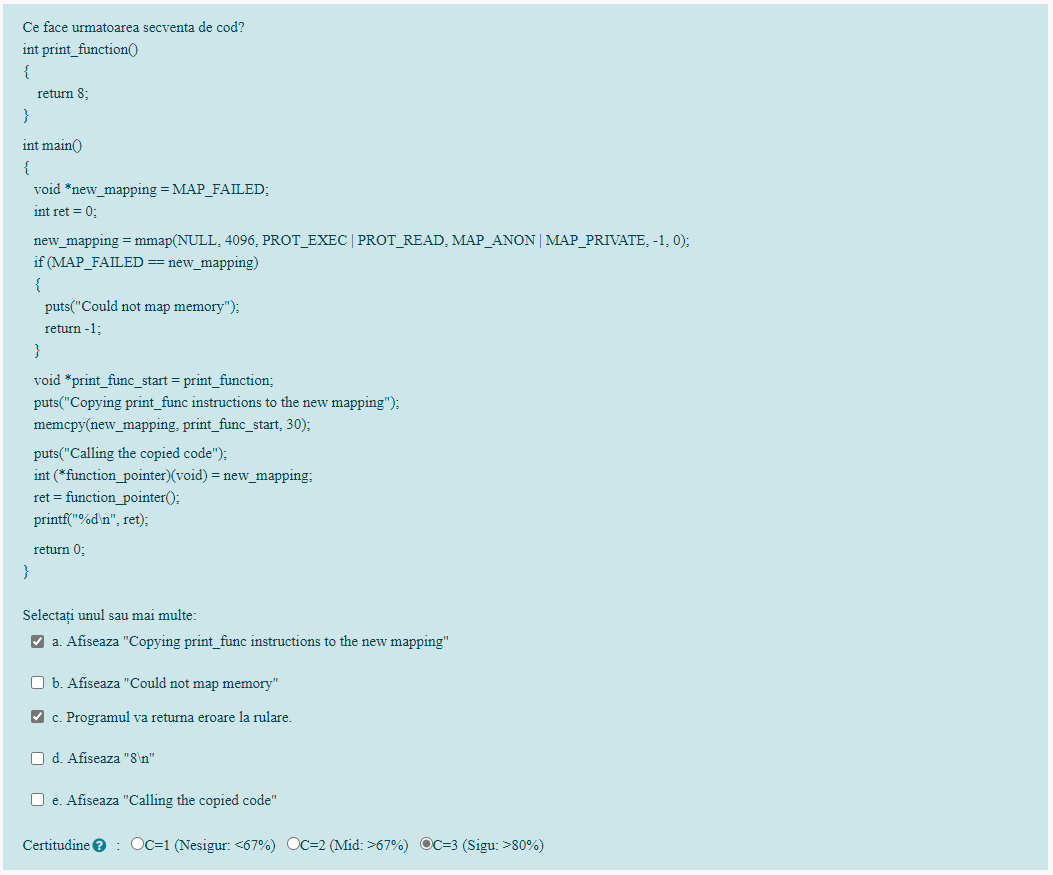 Ce face urmatoarea secventa de cod?
int print_function()
{
return 8;
}
int main()
{
void *new_mapping = MAP_FAILED;
int ret = 0;
new_mapping = mmap(NULL, 4096, PROT_EXEC | PROT_READ, MAP_ANON | MAP_PRIVATE, -1, 0);
if (MAP_FAILED == new_mapping)
{
puts("Could not map memory");
return -1;
}
void *print_func_start = print_function;
puts("Copying print_func instructions to the new mapping");
memcpy(new_mapping, print_func_start, 30);
puts("Calling the copied code");
int (*function_pointer)(void) = new_mapping;
ret = function_pointer();
printf("%d\n", ret);
return 0;
}
Selectați unul sau mai multe:
a. Afiseaza "Copying print_func instructions to the new mapping"
b. Afiseaza "Could not map memory"
c. Programul va returna eroare la rulare.
d. Afiseaza "8\n"
e. Afiseaza "Calling the copied code"
Certitudine ? : C=1 (Nesigur: <67%) C=2 (Mid: >67%) C=3 (Sigu: >80%)